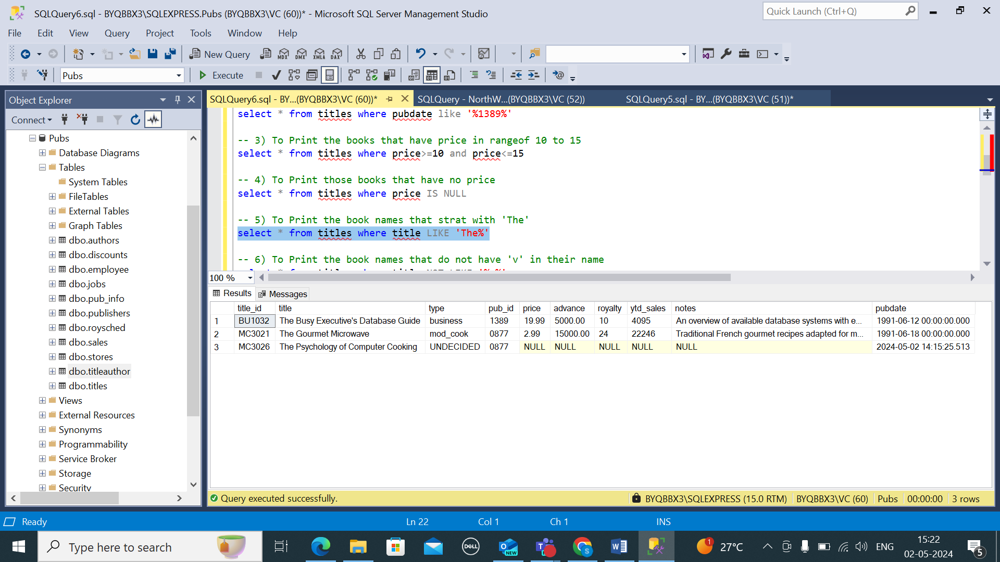 SQLQuery6.sql - BYQBBX3\SQLEXPRESS.Pubs (BYQBBX3\VC (60))* - Microsoft SQL Server Management Studio
Quick Launch (Ctrl+Q)
File Edit View Query Project Tools Window Help
New Query
MDX DMX XMLA DAX
Pubs
Execute
Object Explorer
Connect
Pubs
Database Diagrams
Tables
System Tables
FileTables
External Tables
Graph Tables
dbo.authors
dbo.discounts
dbo.employee
dbo.jobs
dbo.pub_info
dbo.publishers
dbo.roysched
dbo.sales
dbo.stores
dbo.titleauthor
dbo.titles
Views
External Resources
Synonyms
Programmability
Service Broker
Storage
Security
SQLQuery6.sql - BY...(BYQBBX3\VC (60))*
SQLQuery - NorthW...(BYQBBX3\VC (52))
SQLQuery5.sql - BY...(BYQBBX3\VC (51))*
select * from titles where pubdate like '%1389%'
-- 3) To Print the books that have price in rangeof 10 to 15
select * from titles where price>=10 and price<=15
-- 4) To Print those books that have no price
select * from titles where price IS NULL
-- 5) To Print the book names that strat with 'The'
select * from titles where title LIKE 'The%'
-- 6) To Print the book names that do not have 'v' in their name
100 %
Results Messages
title_id title type pub_id price advance royalty ytd_sales notes pubdate
1 BU1032 The Busy Executive's Database Guide business 1389 19.99 5000.00 10 4095 An overview of available database systems with e... 1991-06-12 00:00:00.000
2 MC3021 The Gourmet Microwave mod_cook 0877 2.99 15000.00 24 22246 Traditional French gourmet recipes adapted for m... 1991-06-18 00:00:00.000
3 MC3026 The Psychology of Computer Cooking UNDECIDED 0877 NULL NULL NULL NULL NULL 2024-05-02 14:15:25.513
Query executed successfully.
BYQBBX3\SQLEXPRESS (15.0 RTM) BYQBBX3\VC (60) Pubs 00:00:00 3 rows
Ready Ln 22 Col 1 Ch 1 INS
Type here to search
DELL
NEW
S
1
27°C
ENG
15:22
02-05-2024
5